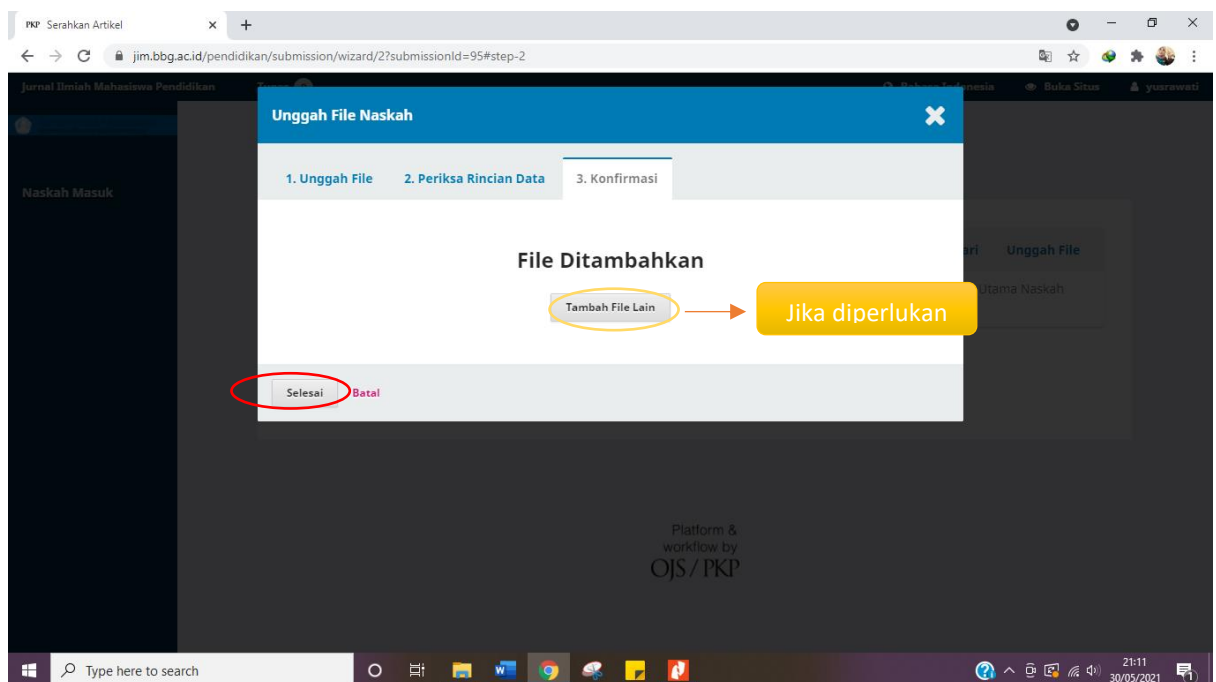 PKP Serahkan Artikel
jim.bbg.ac.id/pendidikan/submission/wizard/2?submissionId=95#step-2
Jurnal Ilmiah Mahasiswa Pendidikan
Buka Situs
yusrawati
Unggah File Naskah
1. Unggah File 2. Periksa Rincian Data 3. Konfirmasi
Naskah Masuk
Unggah File
Utama Naskah
File Ditambahkan
Tambah File Lain
Jika diperlukan
Selesai Batal
Platform &
workflow by
OJS / PKP
Type here to search
21:11
30/05/2021